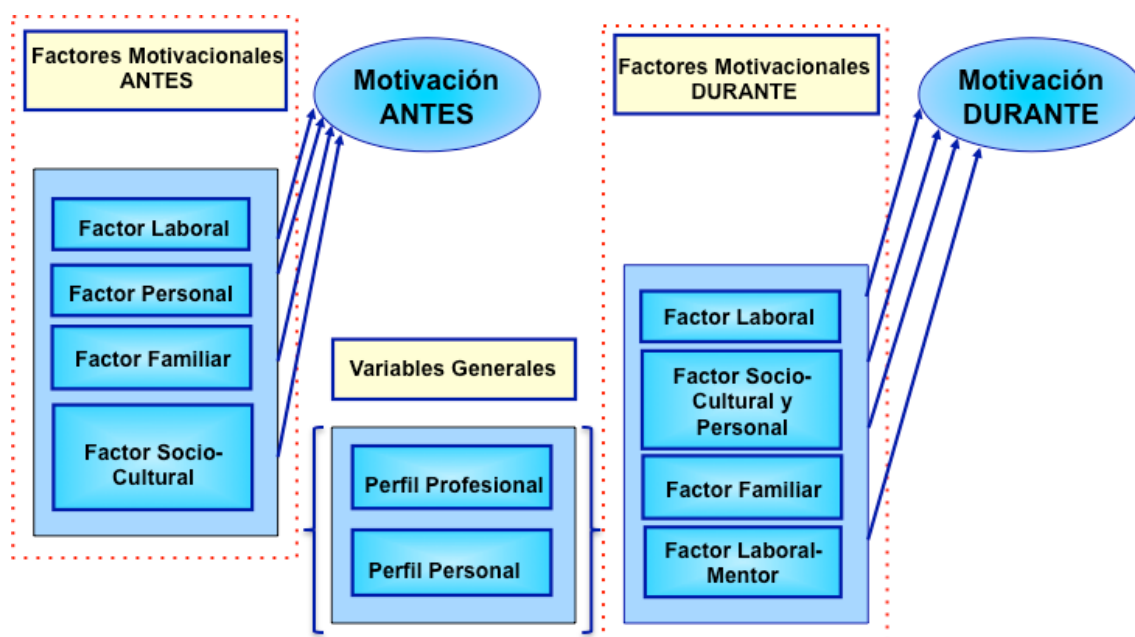 Factores Motivacionales
ANTES
Motivación
ANTES
Factor Laboral
Factor Personal
Factor Familiar
Factor Socio-
Cultural
Variables Generales
Perfil Profesional
Perfil Personal
Factores Motivacionales
DURANTE
Motivación
DURANTE
Factor Laboral
Factor Socio-
Cultural y
Personal
Factor Familiar
Factor Laboral-
Mentor